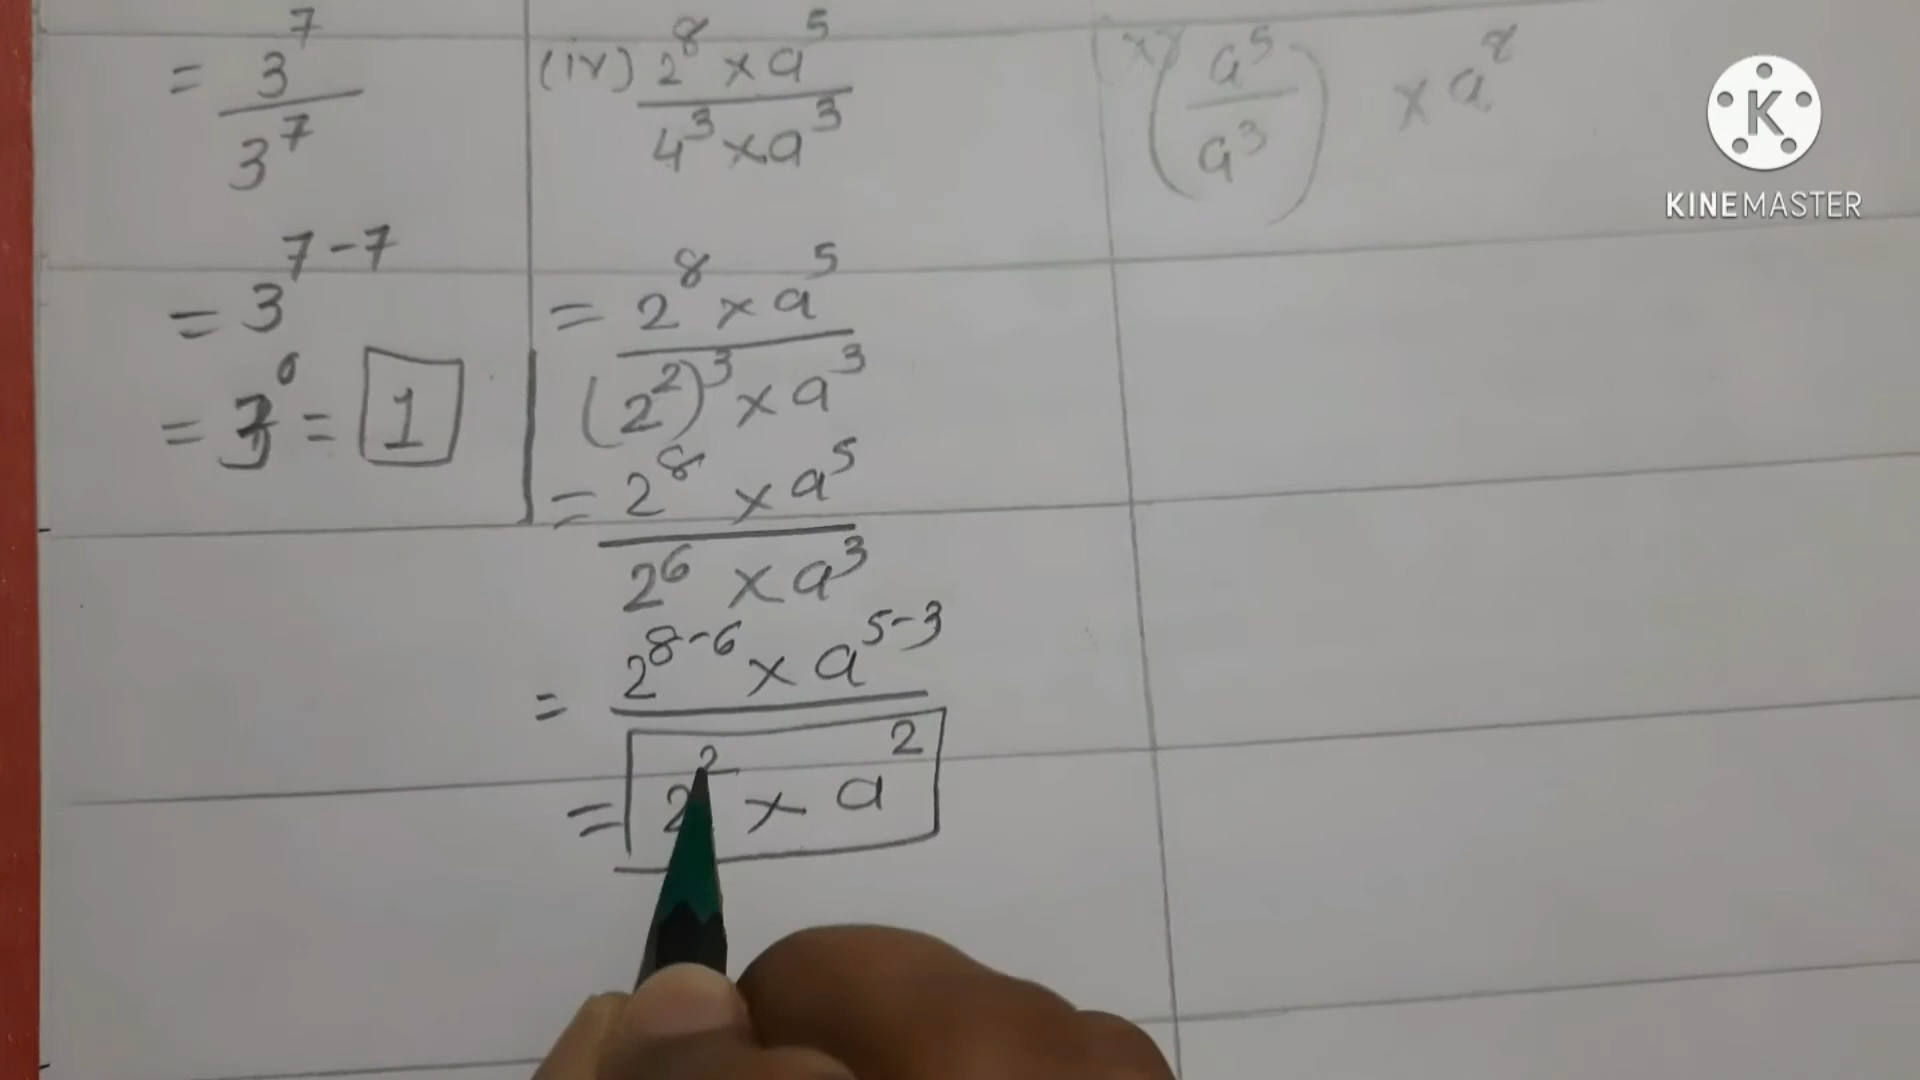 = 3^7 / 3^7
= 3^7-7
= 3^0 = 1
(iv) 2^8 × a^5 / 4^3 × a^3
= 2^8 × a^5 / (2^2)^3 × a^3
= 2^8 × a^5 / 2^6 × a^3
= 2^8-6 × a^5-3
= 2^2 × a^2
(a^5 / a^3) × a^8
K
KINEMASTER